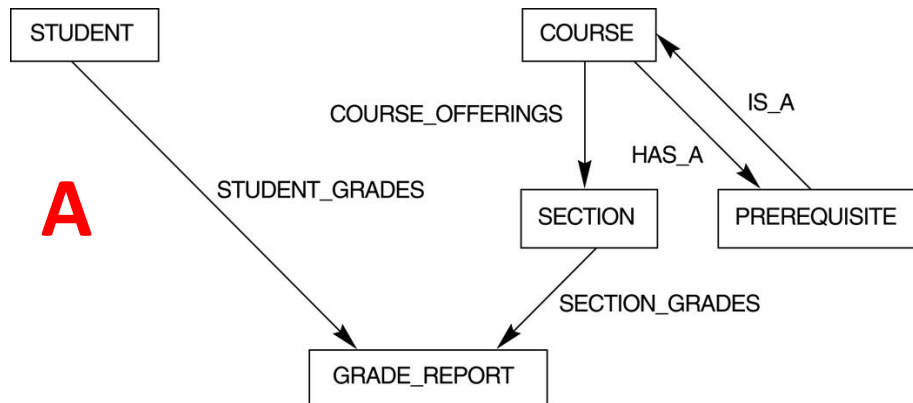 STUDENT
COURSE
COURSE_OFFERINGS
IS_A
HAS_A
STUDENT_GRADES
A
SECTION
PREREQUISITE
SECTION_GRADES
GRADE_REPORT